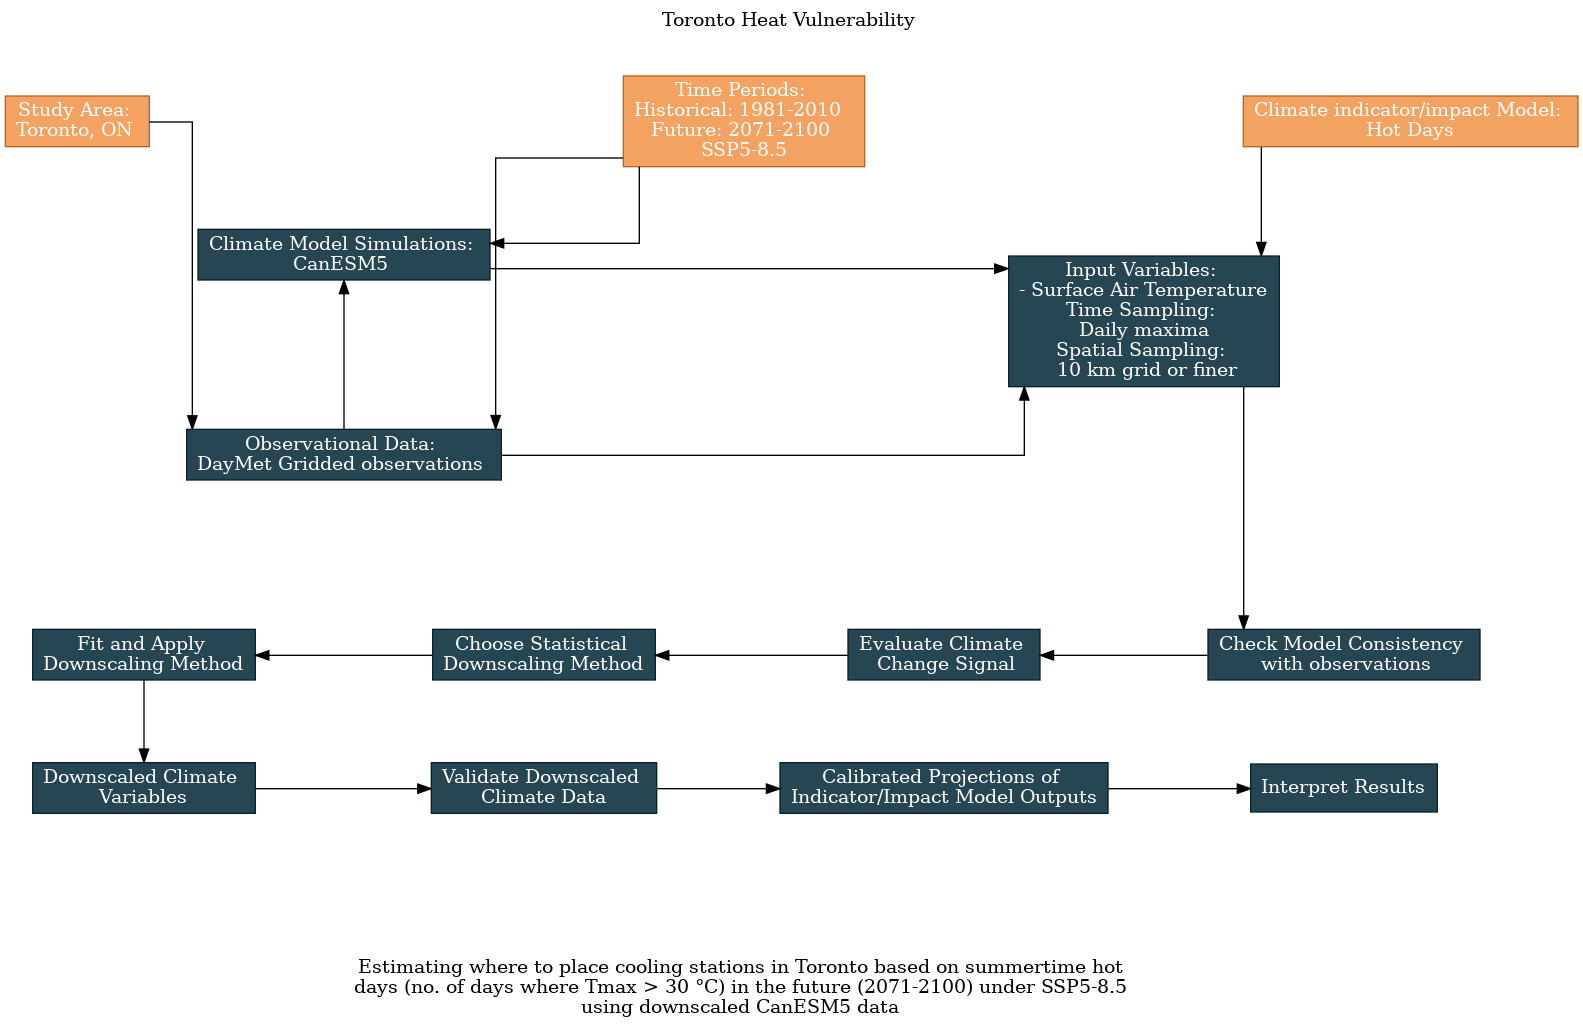 Toronto Heat Vulnerability
Study Area:
Toronto, ON
Time Periods:
Historical: 1981-2010
Future: 2071-2100
SSP5-8.5
Climate indicator/impact Model:
Hot Days
Climate Model Simulations:
CanESM5
Input Variables:
- Surface Air Temperature
Time Sampling:
Daily maxima
Spatial Sampling:
10 km grid or finer
Observational Data:
DayMet Gridded observations
Fit and Apply
Downscaling Method
Choose Statistical
Downscaling Method
Evaluate Climate
Change Signal
Check Model Consistency
with observations
Downscaled Climate
Variables
Validate Downscaled
Climate Data
Calibrated Projections of
Indicator/Impact Model Outputs
Interpret Results
Estimating where to place cooling stations in Toronto based on summertime hot
days (no. of days where Tmax > 30 °C) in the future (2071-2100) under SSP5-8.5
using downscaled CanESM5 data